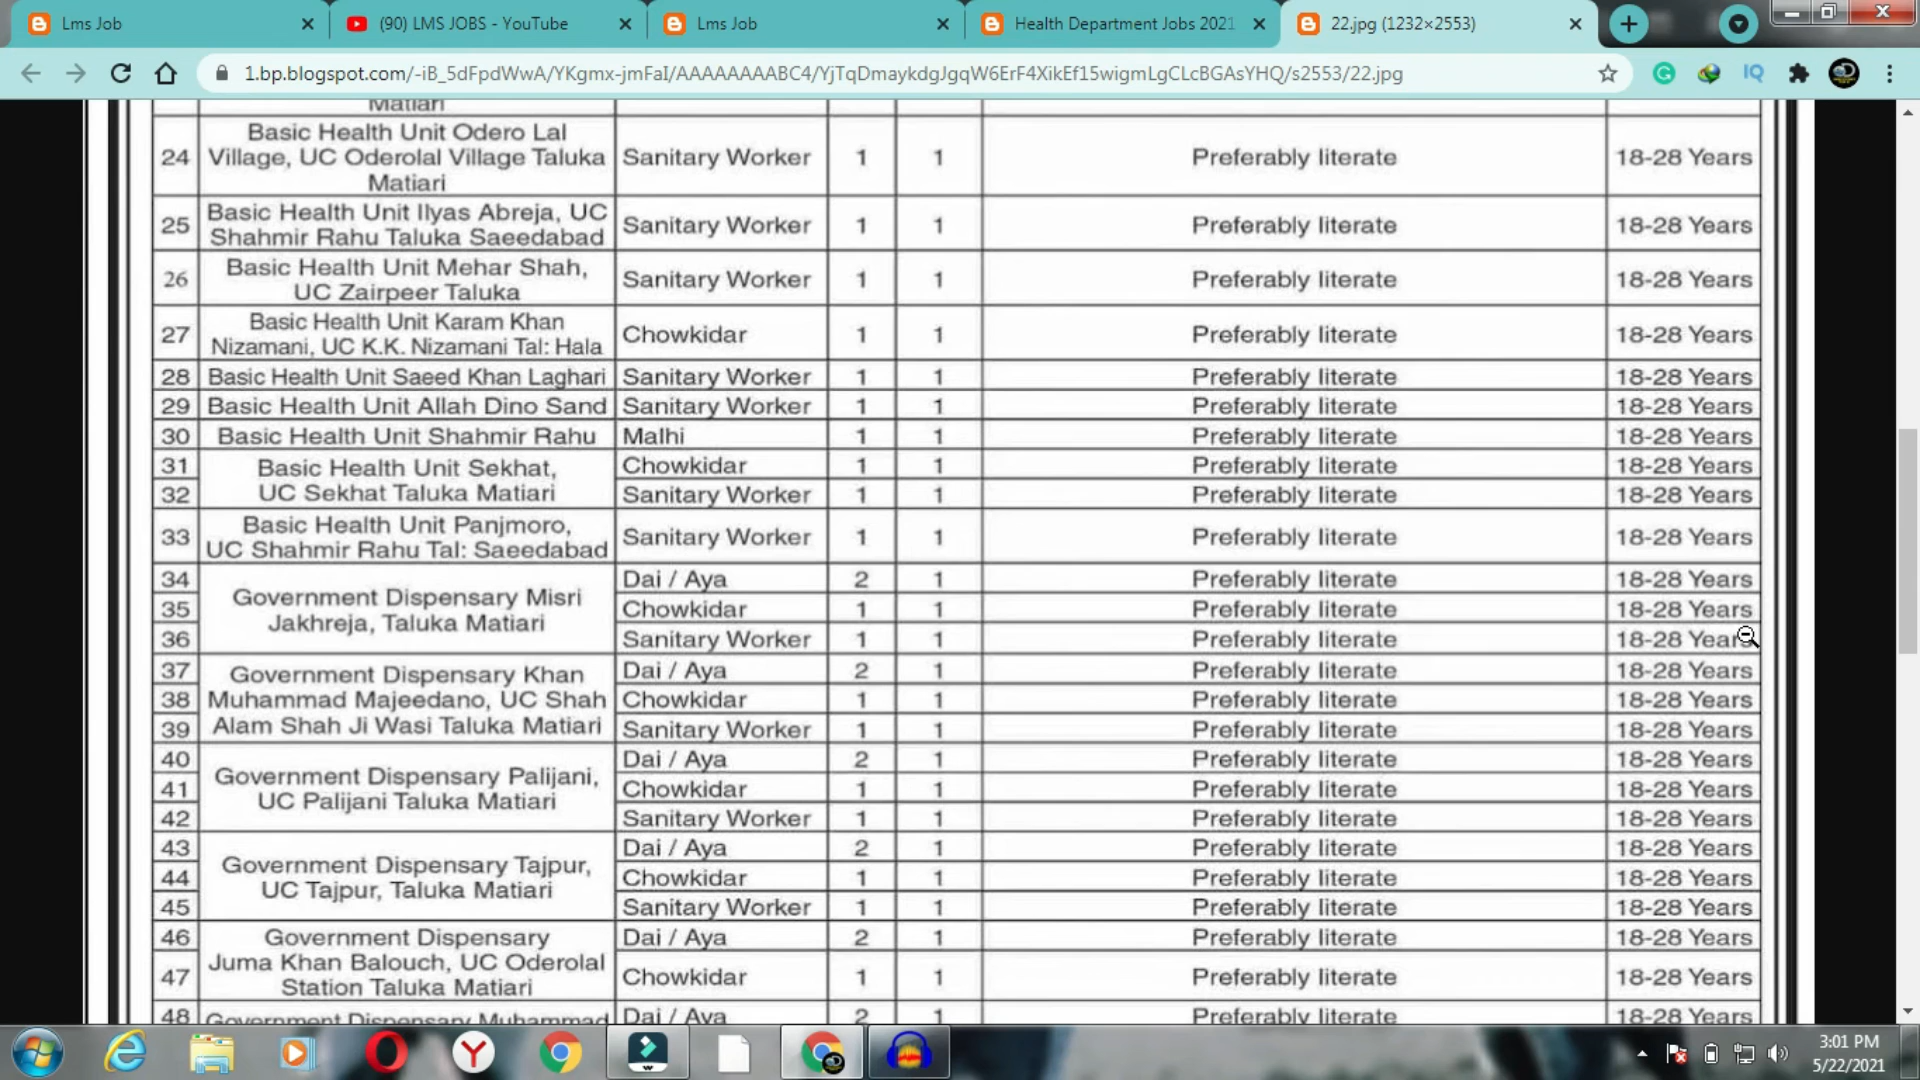 Lms Job
(90) LMS JOBS - YouTube
Lms Job
Health Department Jobs 2021
22.jpg (1232×2553)
1.bp.blogspot.com/-iB_5dFpdWwA/YKgmx-jmFaI/AAAAAAAABC4/YjTqDmaykdgJgqW6ErF4XikEf15wigmLgCLcBGAsYHQ/s2553/22.jpg
Matiari
24 Basic Health Unit Odero Lal Village, UC Oderolal Village Taluka Matiari Sanitary Worker 1 1 Preferably literate 18-28 Years
25 Basic Health Unit Ilyas Abreja, UC Shahmir Rahu Taluka Saeedabad Sanitary Worker 1 1 Preferably literate 18-28 Years
26 Basic Health Unit Mehar Shah, UC Zairpeer Taluka Sanitary Worker 1 1 Preferably literate 18-28 Years
27 Basic Health Unit Karam Khan Nizamani, UC K.K. Nizamani Tal: Hala Chowkidar 1 1 Preferably literate 18-28 Years
28 Basic Health Unit Saeed Khan Laghari Sanitary Worker 1 1 Preferably literate 18-28 Years
29 Basic Health Unit Allah Dino Sand Sanitary Worker 1 1 Preferably literate 18-28 Years
30 Basic Health Unit Shahmir Rahu Malhi 1 1 Preferably literate 18-28 Years
31 Basic Health Unit Sekhat, Chowkidar 1 1 Preferably literate 18-28 Years
32 UC Sekhat Taluka Matiari Sanitary Worker 1 1 Preferably literate 18-28 Years
33 Basic Health Unit Panjmoro, UC Shahmir Rahu Tal: Saeedabad Sanitary Worker 1 1 Preferably literate 18-28 Years
34 Government Dispensary Misri Jakhreja, Taluka Matiari Dai / Aya 2 1 Preferably literate 18-28 Years
35 Chowkidar 1 1 Preferably literate 18-28 Years
36 Sanitary Worker 1 1 Preferably literate 18-28 Years
37 Government Dispensary Khan Dai / Aya 2 1 Preferably literate 18-28 Years
38 Muhammad Majeedano, UC Shah Chowkidar 1 1 Preferably literate 18-28 Years
39 Alam Shah Ji Wasi Taluka Matiari Sanitary Worker 1 1 Preferably literate 18-28 Years
40 Government Dispensary Palijani, UC Palijani Taluka Matiari Dai / Aya 2 1 Preferably literate 18-28 Years
41 Chowkidar 1 1 Preferably literate 18-28 Years
42 Sanitary Worker 1 1 Preferably literate 18-28 Years
43 Government Dispensary Tajpur, UC Tajpur, Taluka Matiari Dai / Aya 2 1 Preferably literate 18-28 Years
44 Chowkidar 1 1 Preferably literate 18-28 Years
45 Sanitary Worker 1 1 Preferably literate 18-28 Years
46 Government Dispensary Dai / Aya 2 1 Preferably literate 18-28 Years
47 Juma Khan Balouch, UC Oderolal Station Taluka Matiari Chowkidar 1 1 Preferably literate 18-28 Years
48 Government Dispensary Muhammad Dai / Aya 2 1 Preferably literate 18-28 Years
3:01 PM
5/22/2021